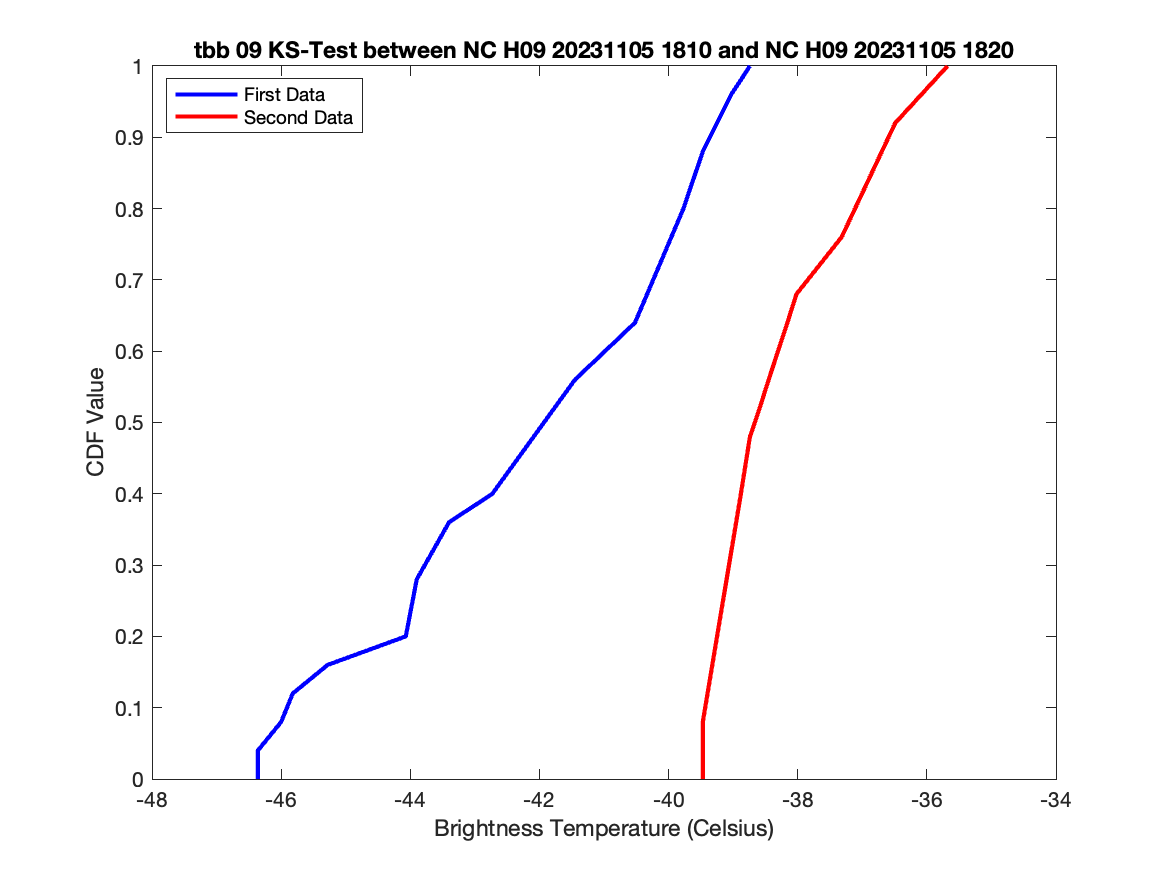 tbb 09 KS-Test between NC H09 20231105 1810 and NC H09 20231105 1820
First Data
Second Data
1
0.9
0.8
0.7
0.6
0.5
0.4
0.3
0.2
0.1
0
CDF Value
-48 -46 -44 -42 -40 -38 -36 -34
Brightness Temperature (Celsius)